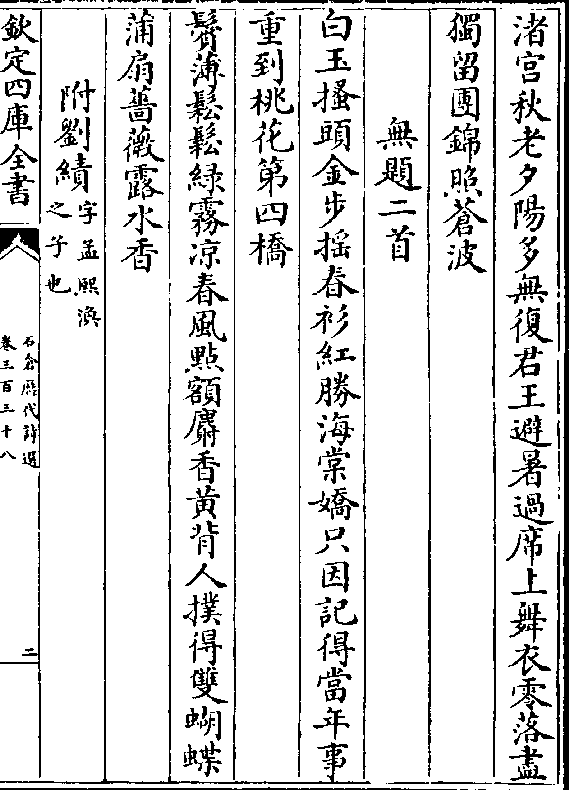 渚宮秋老夕陽多無復君王避暑過席上舞衣零落盡
獨留團錦照蒼波
無題二首
白玉搔頭金步搖春衫紅勝海棠嬌只因記得當年事
重到桃花第四橋
鬢薄鬆鬆綠霧凉春風點額麝香黄背人撲得雙蝴蝶
蒲扇薔薇露水香
附劉績字孟熙渙
之子也
欽定四庫全書
石倉歷代詩選
卷三百三十八
二